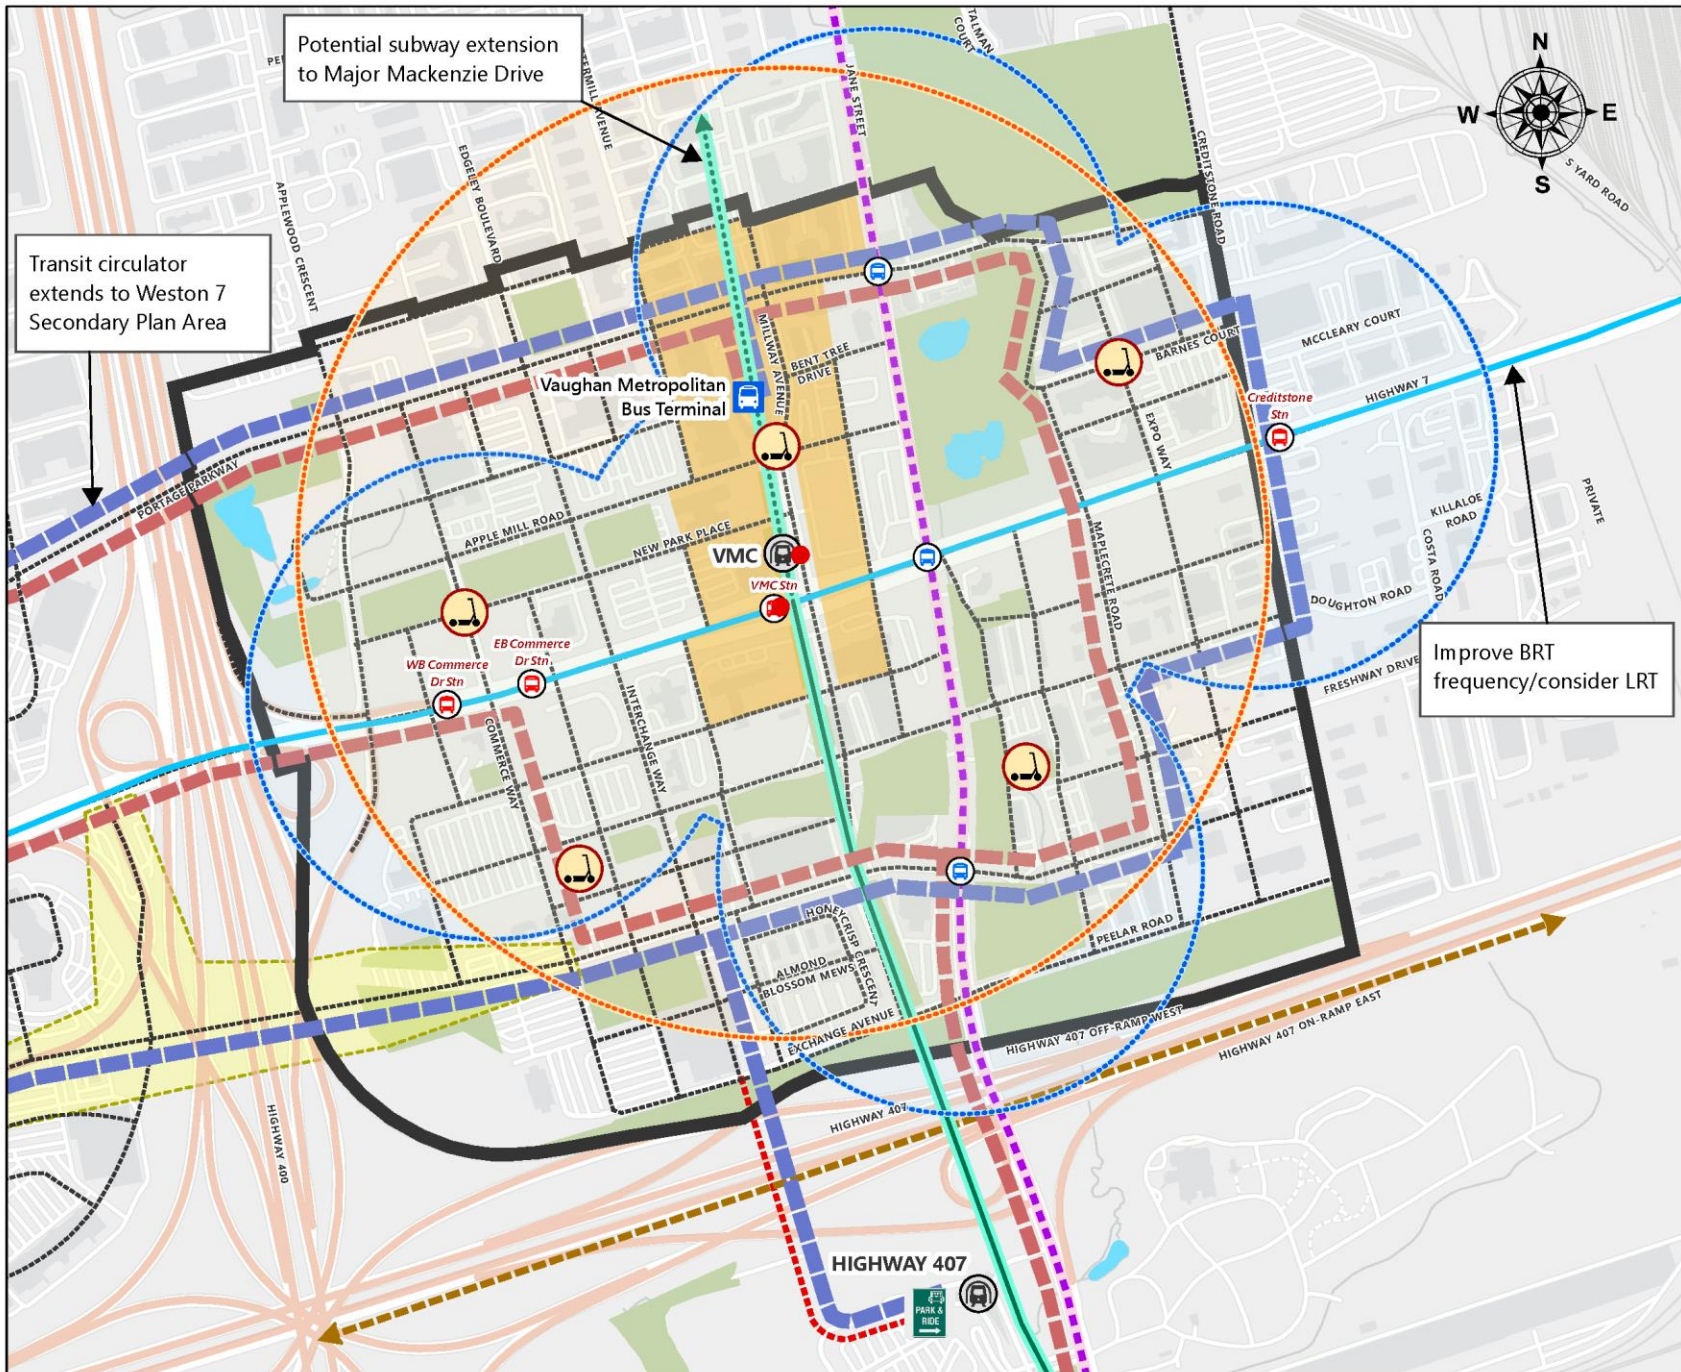 Potential subway extension
to Major Mackenzie Drive
TALMAN
COURT
JANE STREET
N
W
E
S
S YARD ROAD
CREDITSTONE ROAD
EDGELEY BOULEVARD
APPLEWOOD CRESCENT
Transit circulator
extends to Weston 7
Secondary Plan Area
MILLWAY AVENUE
BENT TREE
DRIVE
BARNES COURT
MCCLEARY COURT
HIGHWAY 7
Vaughan Metropolitan
Bus Terminal
Creditstone
Stn
EXPO WAY
PORTAGE PARKWAY
APPLE MILL ROAD
NEW PARK PLACE
VMC
VMC Stn
MAPLECRETE ROAD
KILLALOE
ROAD
COSTA ROAD
PRIVATE
DOUGHTON ROAD
FRESHWAY DRIVE
Improve BRT
frequency/consider LRT
EB Commerce
Dr Stn
WB Commerce
Dr Stn
COMMERCE WAY
INTERCHANGE WAY
HONEYCRISP CRESCENT
ALMOND
BLOSSOM MEWS
EXCHANGE AVENUE
PEELAR ROAD
HIGHWAY 407 OFF-RAMP WEST
HIGHWAY 407 ON-RAMP EAST
HIGHWAY 407
HIGHWAY 400
HIGHWAY 407
PARK &
RIDE